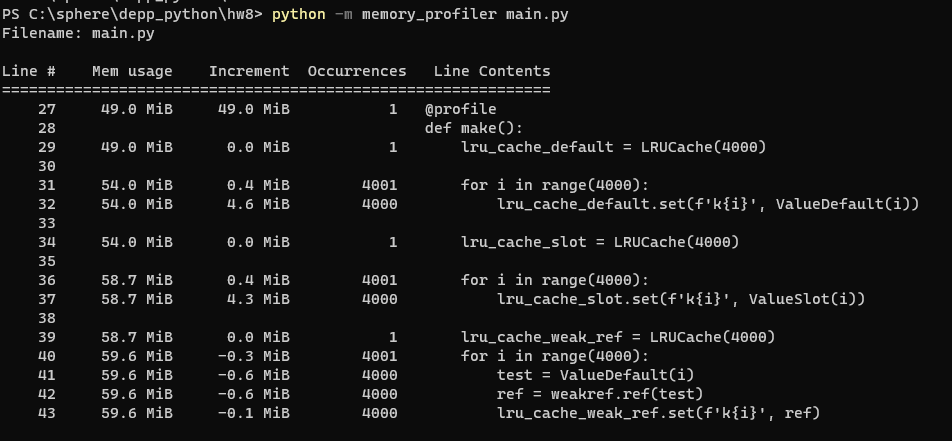 PS C:\sphere\depp_python\hw8> python -m memory_profiler main.py
Filename: main.py
Line #    Mem usage    Increment  Occurrences   Line Contents
=============================================================
    27     49.0 MiB     49.0 MiB           1   @profile
    28                                         def make():
    29     49.0 MiB      0.0 MiB           1       lru_cache_default = LRUCache(4000)
    30
    31     54.0 MiB      0.4 MiB        4001       for i in range(4000):
    32     54.0 MiB      4.6 MiB        4000           lru_cache_default.set(f'k{i}', ValueDefault(i))
    33
    34     54.0 MiB      0.0 MiB           1       lru_cache_slot = LRUCache(4000)
    35
    36     58.7 MiB      0.4 MiB        4001       for i in range(4000):
    37     58.7 MiB      4.3 MiB        4000           lru_cache_slot.set(f'k{i}', ValueSlot(i))
    38
    39     58.7 MiB      0.0 MiB           1       lru_cache_weak_ref = LRUCache(4000)
    40     59.6 MiB     -0.3 MiB        4001       for i in range(4000):
    41     59.6 MiB     -0.6 MiB        4000           test = ValueDefault(i)
    42     59.6 MiB     -0.6 MiB        4000           ref = weakref.ref(test)
    43     59.6 MiB     -0.1 MiB        4000           lru_cache_weak_ref.set(f'k{i}', ref)